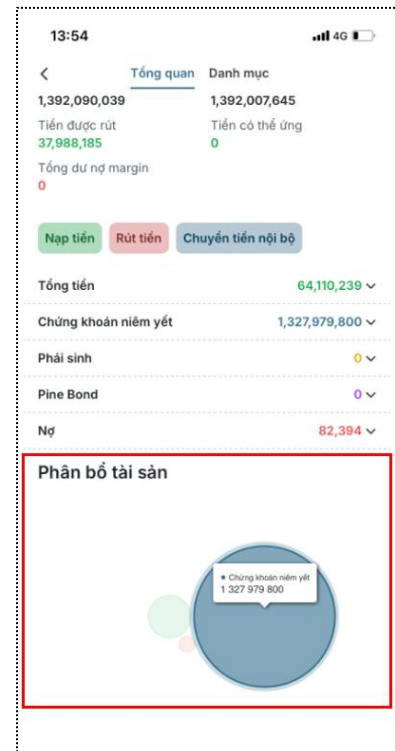 13:54 4G
Tổng quan Danh mục
1,392,090,039 1,392,007,645
Tiền được rút Tiền có thể ứng
37,988,185 0
Tổng dư nợ margin
0
Nạp tiền Rút tiền Chuyển tiền nội bộ
Tổng tiền 64,110,239
Chứng khoán niêm yết 1,327,979,800
Phái sinh 0
Pine Bond 0
Nợ 82,394
Phân bổ tài sản
Chứng khoán niêm yết
1 327 979 800